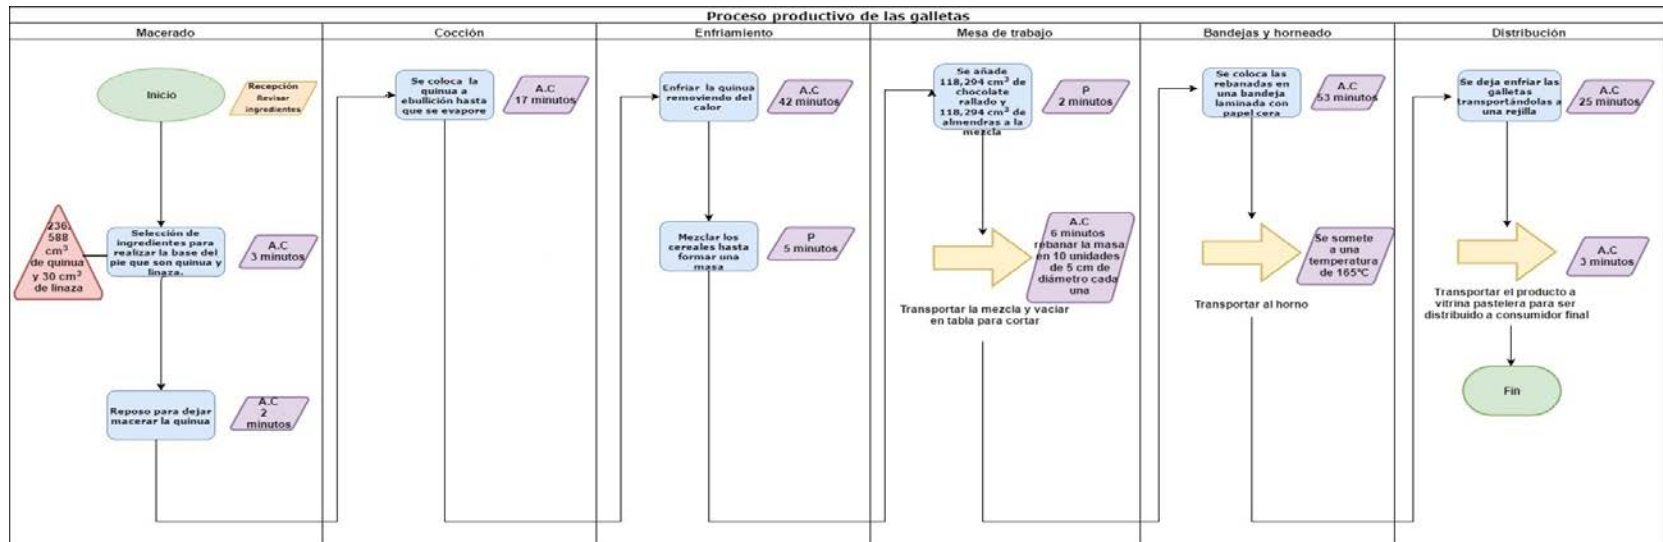 Proceso productivo de las galletas
Macerado
Cocción
Enfriamiento
Mesa de trabajo
Bandejas y horneado
Distribución
Inicio
Recepción
Revisar
ingredientes
236,
588
cm³
de quinua
y 30 cm³
de linaza
Selección de
ingredientes para
realizar la base del
pie que son quinua y
linaza.
A.C
3 minutos
Reposo para dejar
macerar la quinua
A.C
2
minutos
Se coloca la
quinua a
ebullición hasta
que se evapore
A.C
17 minutos
Enfriar la quinua
removiendo del
calor
A.C
42 minutos
Mezclar los
cereales hasta
formar una
masa
P
5 minutos
Se añade
118,294 cm³ de
chocolate
rallado y
118,294 cm³ de
almendras a la
mezcla
P
2 minutos
A.C
6 minutos
rebanar la masa
en 10 unidades
de 5 cm de
diámetro cada
una
Transportar la mezcla y vaciar
en tabla para cortar
Se coloca las
rebanadas en
una bandeja
laminada con
papel cera
A.C
53 minutos
Se somete
a una
temperatura
de 165°C
Transportar al horno
Se deja enfriar las
galletas
transportándolas a
una rejilla
A.C
25 minutos
A.C
3 minutos
Transportar el producto a
vitrina pastelera para ser
distribuido a consumidor final
Fin